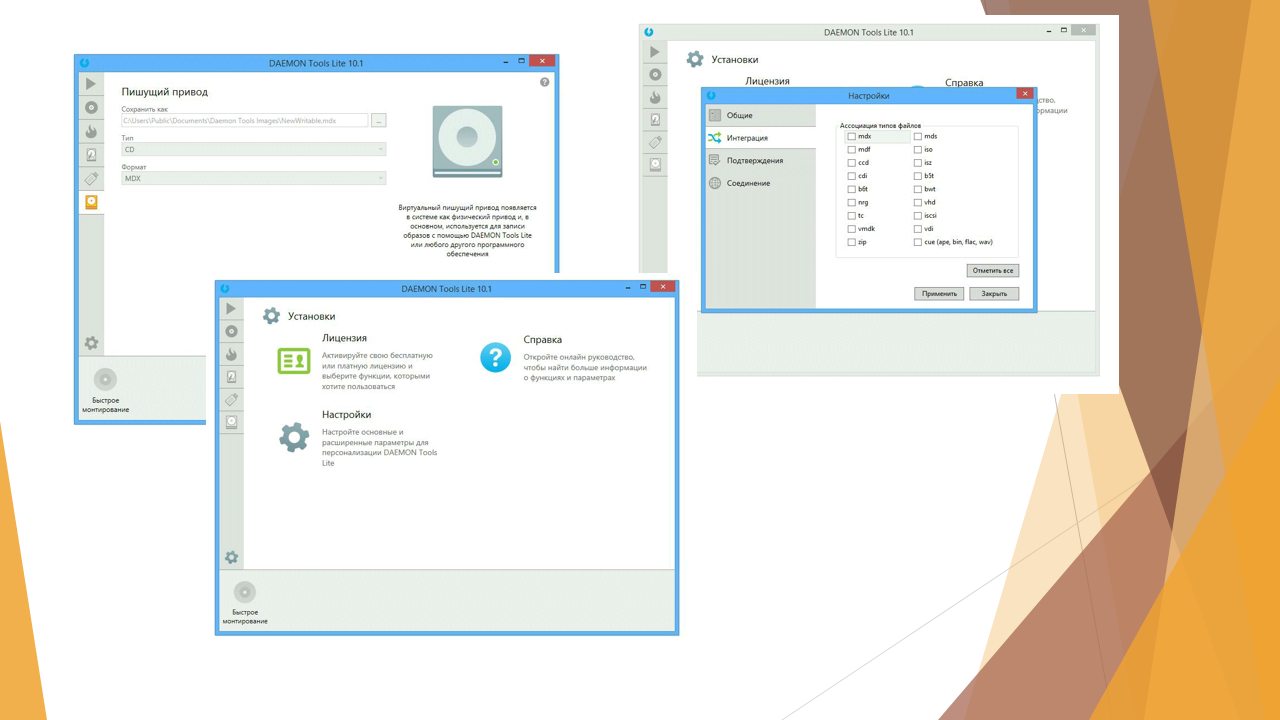 DAEMON Tools Lite 10.1
Пишущий привод
Сохранить как
C:\Users\Public\Documents\Daemon Tools Images\NewWritable.mdx
...
Тип
CD
Формат
MDX
Виртуальный пишущий привод появляется
в системе как физический привод и, в
основном, используется для записи
образов с помощью DAEMON Tools Lite
или любого другого программного
обеспечения
Быстрое
монтирование
DAEMON Tools Lite 10.1
Установки
Лицензия
Справка
ство,
формации
Настройки
Общие
Интеграция
Подтверждения
Соединение
Ассоциация типов файлов
mdx
mds
mdf
iso
ccd
isz
cdi
b5t
b6t
bwt
nrg
vhd
tc
iscsi
vmdk
vdi
zip
cue (ape, bin, flac, wav)
Отметить все
Применить
Закрыть
DAEMON Tools Lite 10.1
Установки
Лицензия
Активируйте свою бесплатную
или платную лицензию и
выберите функции, которыми
хотите пользоваться
Справка
Откройте онлайн руководство,
чтобы найти больше информации
о функциях и параметрах
Настройки
Настройте основные и
расширенные параметры для
персонализации DAEMON Tools
Lite
Быстрое
монтирование